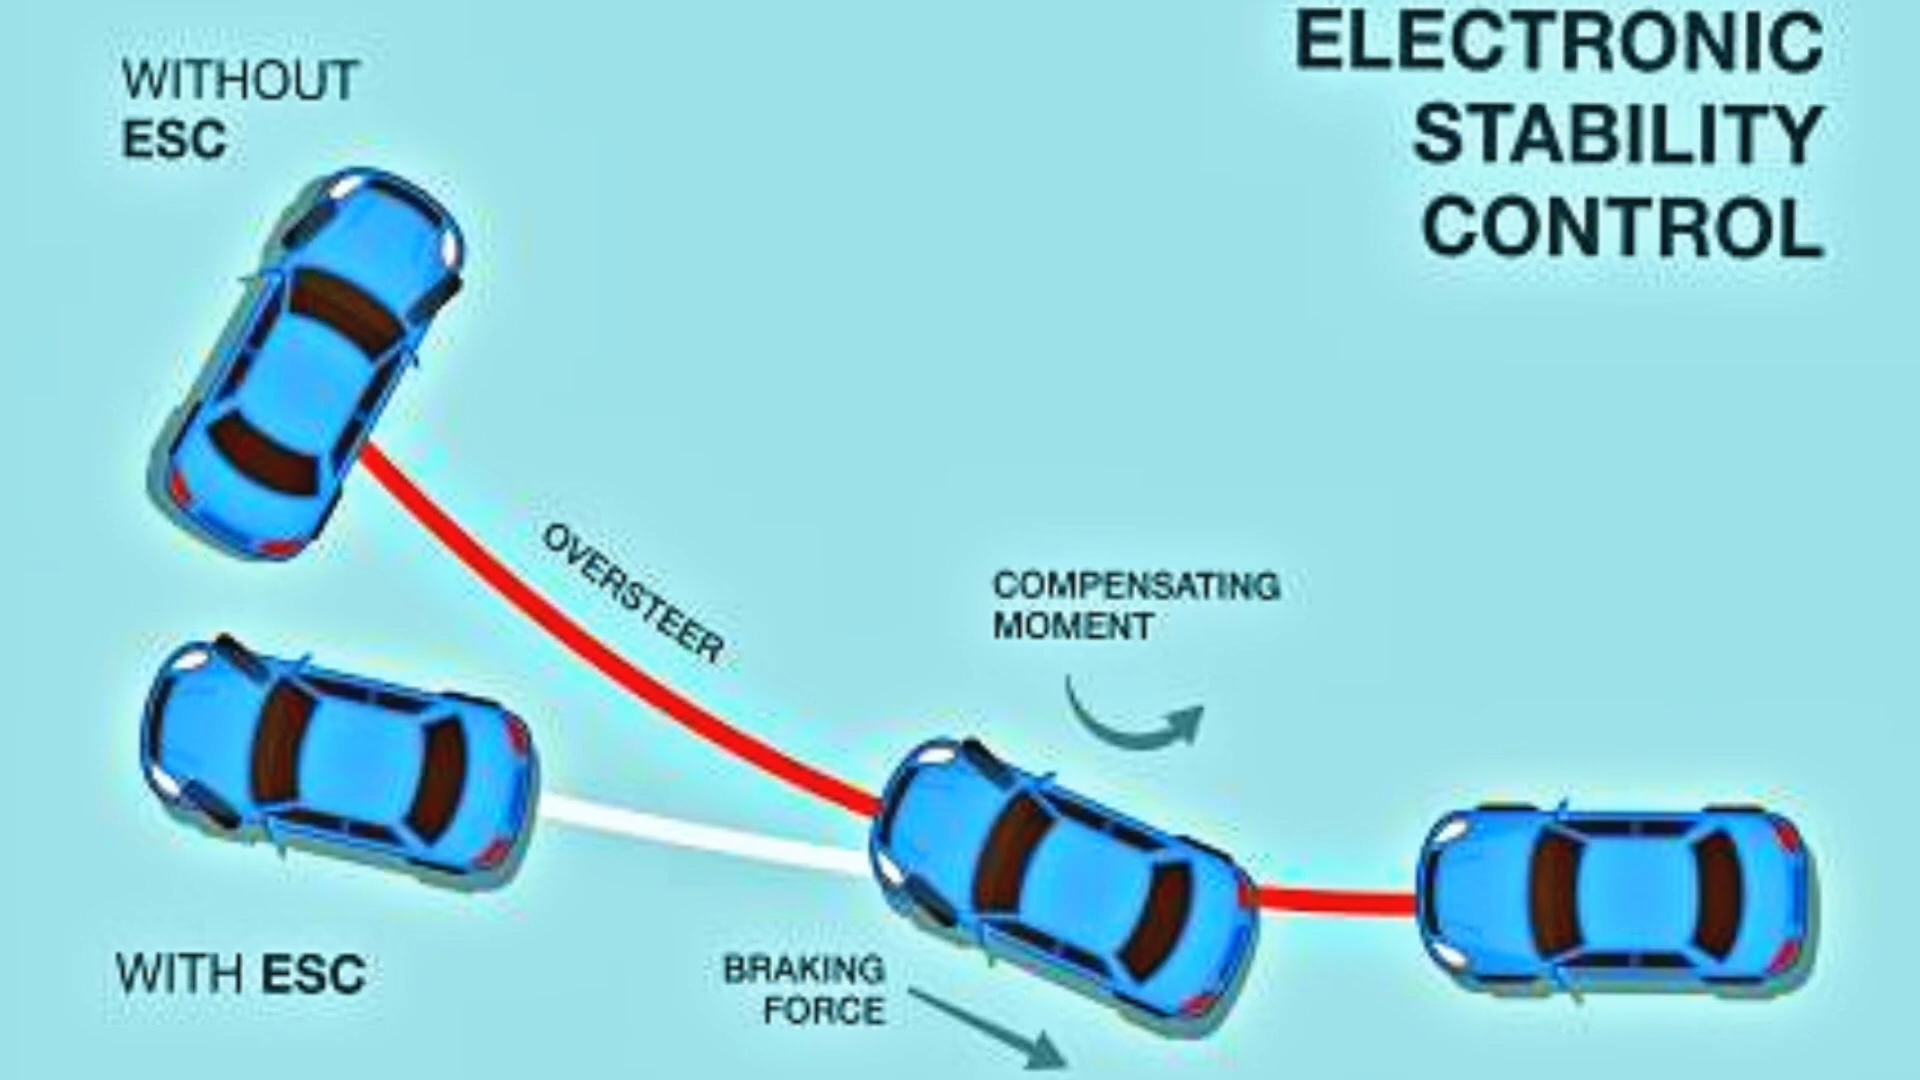 WITHOUT
ESC
ELECTRONIC
STABILITY
CONTROL
OVERSTEER
COMPENSATING
MOMENT
WITH ESC
BRAKING
FORCE